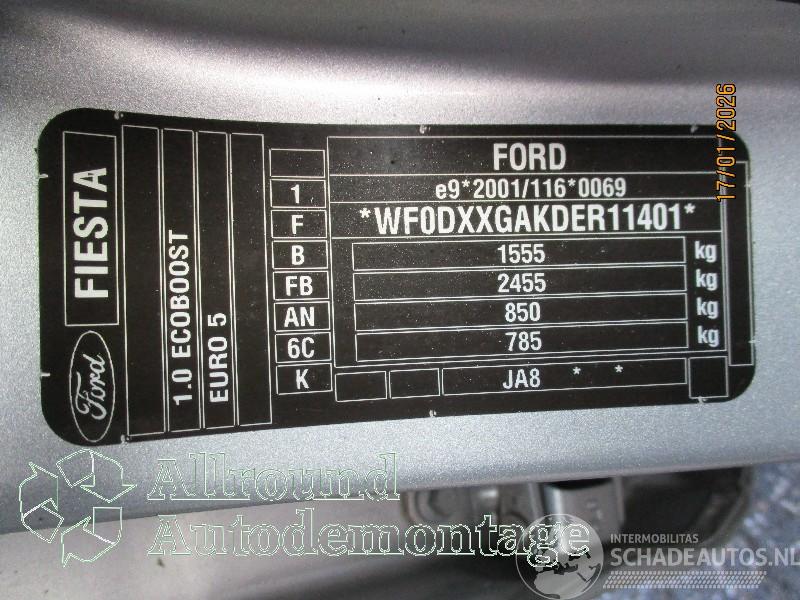 FORD
1 e9*2001/116*0069
F *WF0DXXGAKDER11401*
B 1555 kg
FB 2455 kg
AN 850 kg
6C 785 kg
K JA8 * *
FIESTA
Ford
1.0 ECOBOOST
EURO 5
17/01/2026
Allround
Autodemontage
INTERMOBILITAS
SCHADEAUTOS.NL